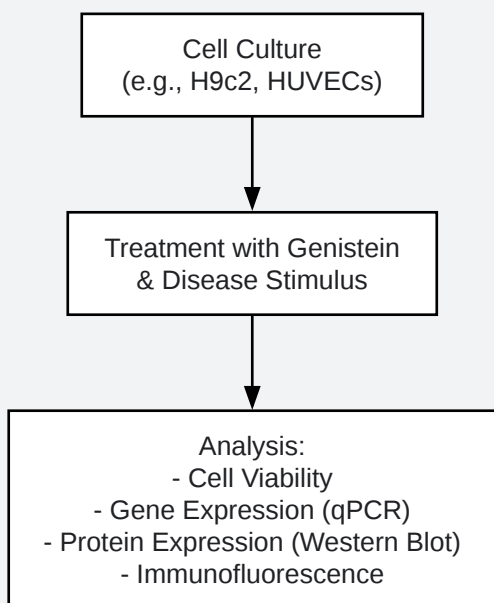 Cell Culture
(e.g., H9c2, HUVECs)
Treatment with Genistein
& Disease Stimulus
Analysis:
- Cell Viability
- Gene Expression (qPCR)
- Protein Expression (Western Blot)
- Immunofluorescence